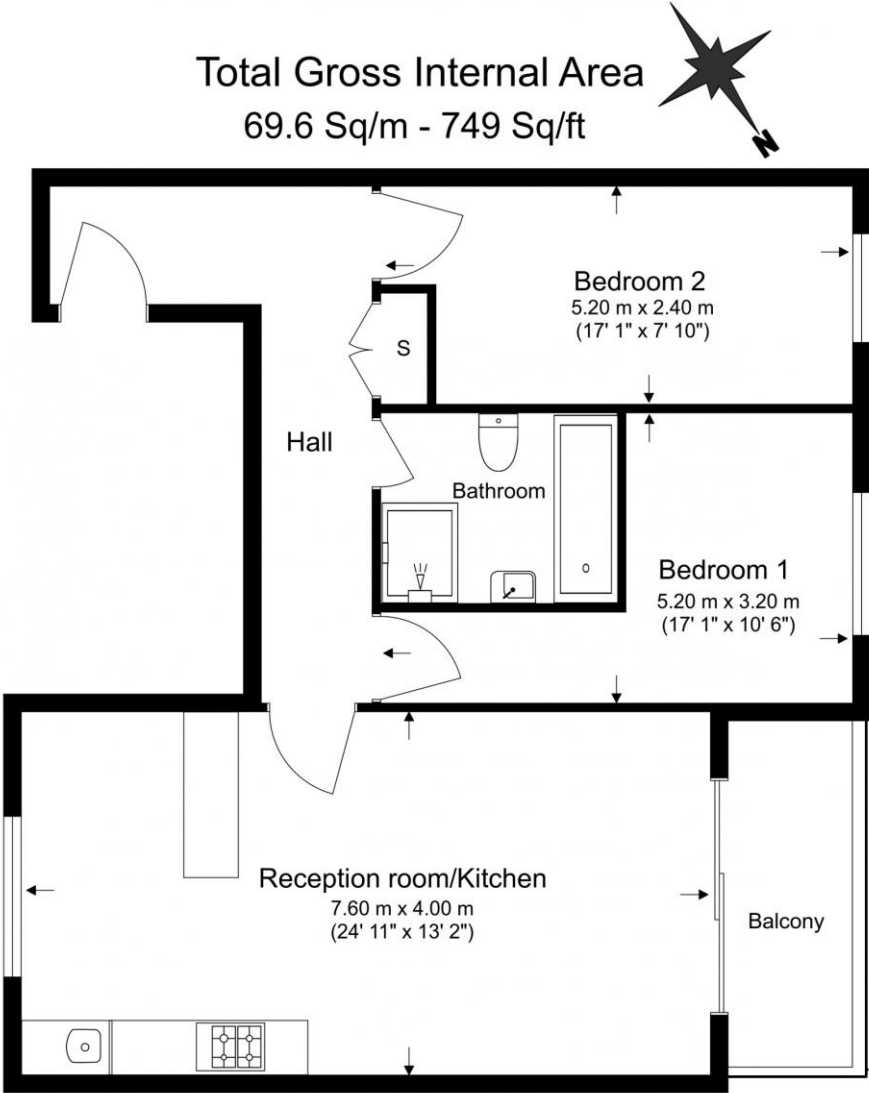 Total Gross Internal Area
69.6 Sq/m - 749 Sq/ft
N
Bedroom 2
5.20 m x 2.40 m
(17' 1" x 7' 10")
S
Hall
Bathroom
Bedroom 1
5.20 m x 3.20 m
(17' 1" x 10' 6")
Reception room/Kitchen
7.60 m x 4.00 m
(24' 11" x 13' 2")
Balcony